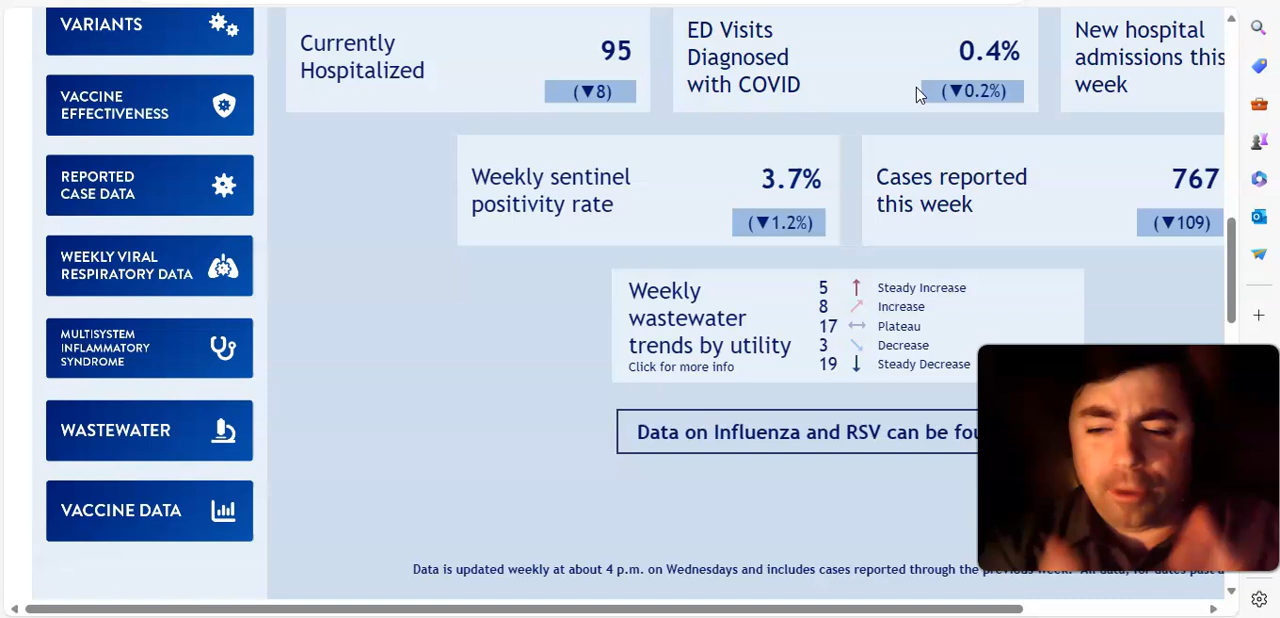 VARIANTS
VACCINE
EFFECTIVENESS
REPORTED
CASE DATA
WEEKLY VIRAL
RESPIRATORY DATA
MULTISYSTEM
INFLAMMATORY
SYNDROME
WASTEWATER
VACCINE DATA
Currently
Hospitalized
95
(▼8)
ED Visits
Diagnosed
with COVID
0.4%
(▼0.2%)
New hospital
admissions this
week
Weekly sentinel
positivity rate
3.7%
(▼1.2%)
Cases reported
this week
767
(▼109)
Weekly
wastewater
trends by utility
Click for more info
5 ↑ Steady Increase
8 ↗ Increase
17 ↔ Plateau
3 ↘ Decrease
19 ↓ Steady Decrease
Data on Influenza and RSV can be
Data is updated weekly at about 4 p.m. on Wednesdays and includes cases reported through the previous week. All data, for dates past